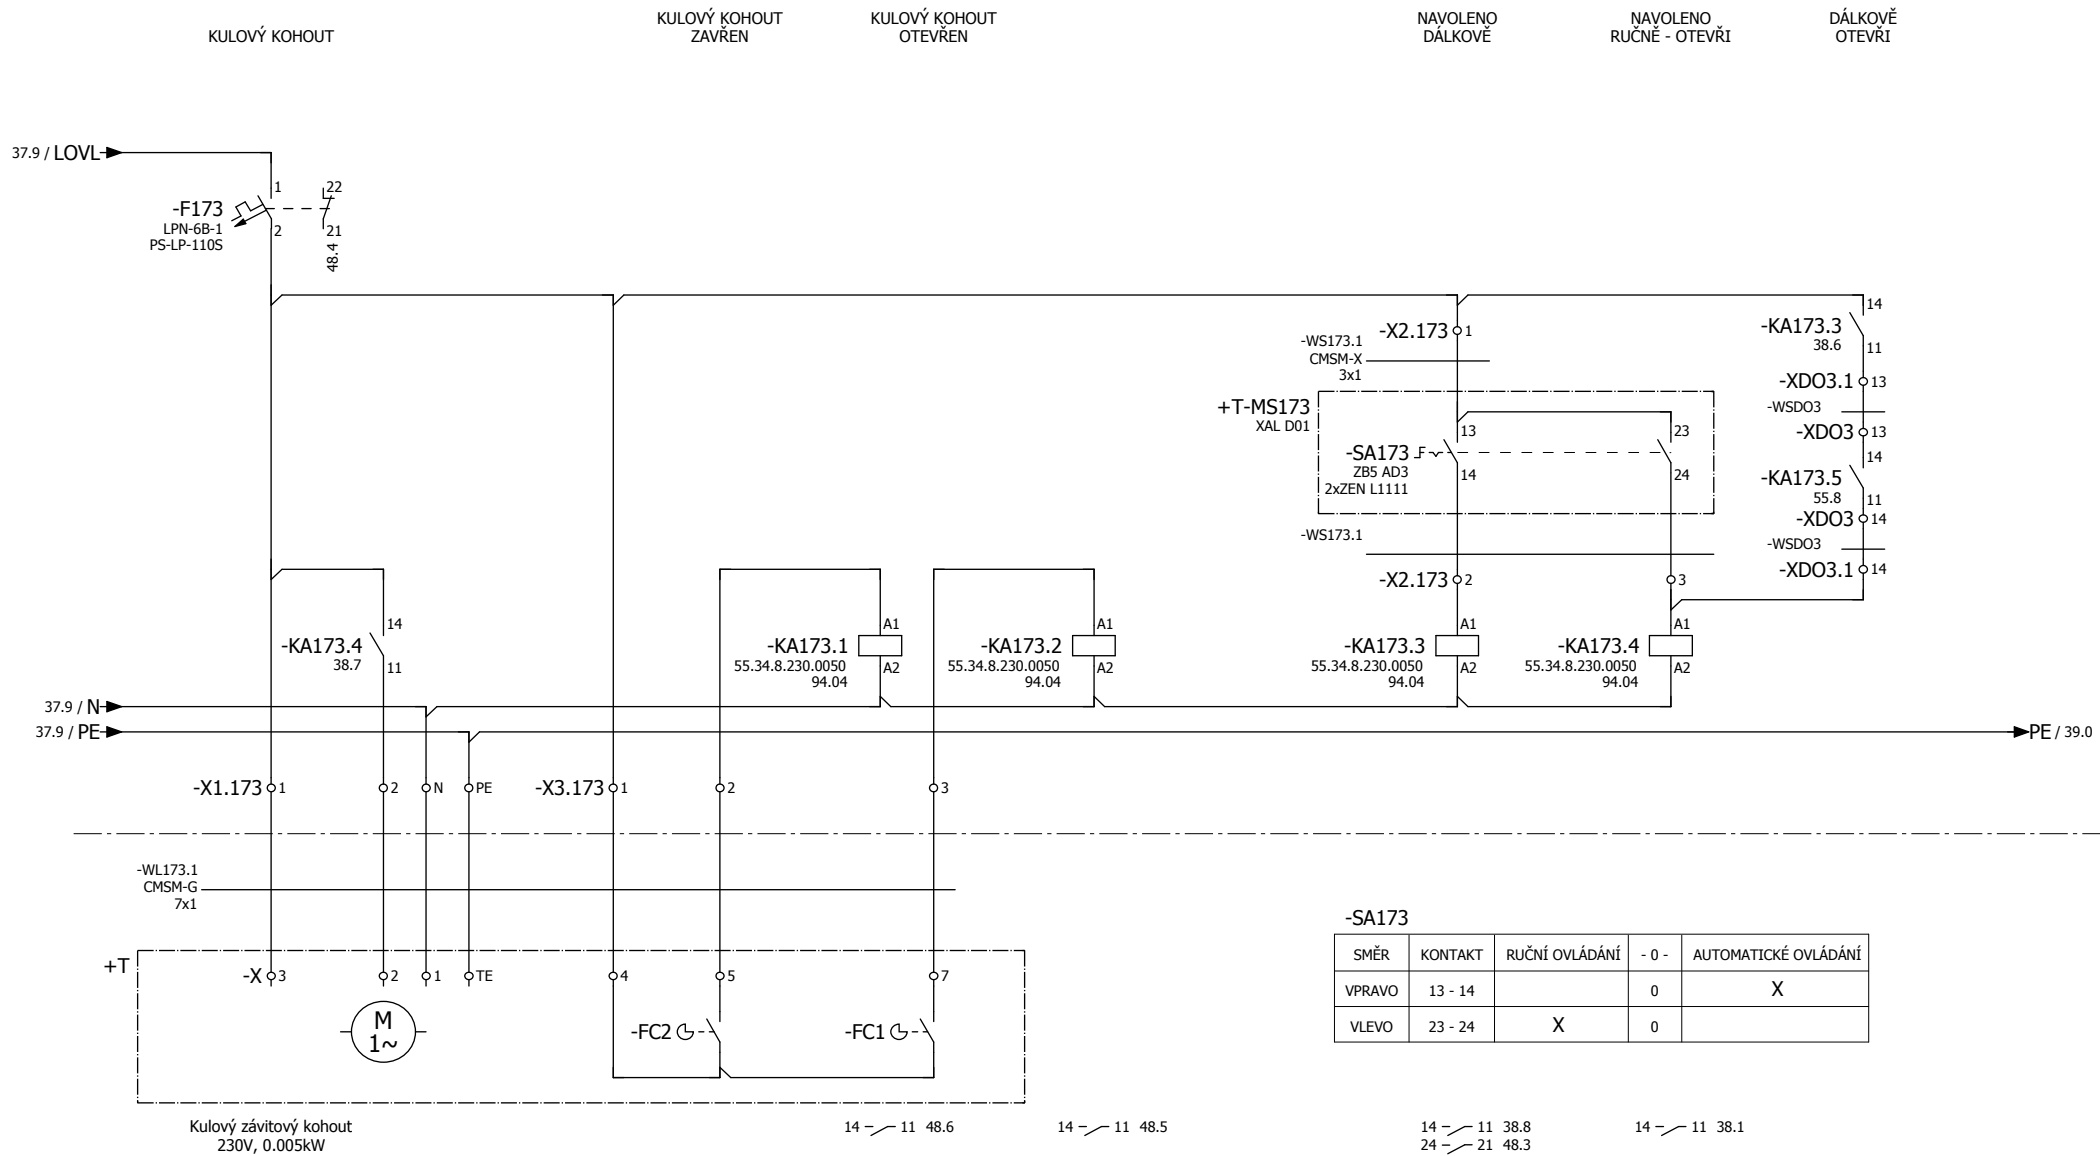 KULOVÝ KOHOUT
KULOVÝ KOHOUT
ZAVŘEN
KULOVÝ KOHOUT
OTEVŘEN
NAVOLENO
DÁLKOVĚ
NAVOLENO
RUČNĚ - OTEVŘI
DÁLKOVĚ
OTEVŘI
37.9 / LOVL
-F173
LPN-6B-1
PS-LP-110S
1
2
22
21
48.4
-X2.173 1
-WS173.1
CMSM-X
3x1
+T-MS173
XAL D01
-SA173
ZB5 AD3
2xZEN L1111
13
14
23
24
-WS173.1
-X2.173 2
3
14
-KA173.3
38.6
11
-XDO3.1 13
-WSDO3
-XDO3 13
14
-KA173.5
55.8
11
-XDO3 14
-WSDO3
-XDO3.1 14
14
-KA173.4
38.7
11
A1
-KA173.1
55.34.8.230.0050
94.04
A2
A1
-KA173.2
55.34.8.230.0050
94.04
A2
A1
-KA173.3
55.34.8.230.0050
94.04
A2
A1
-KA173.4
55.34.8.230.0050
94.04
A2
37.9 / N
37.9 / PE
PE / 39.0
-X1.173 1
2
N
PE
-X3.173 1
2
3
-WL173.1
CMSM-G
7x1
+T
-X 3
2
1
TE
4
5
7
M
1~
-FC2
-FC1
Kulový závitový kohout
230V, 0.005kW
-SA173
SMĚR KONTAKT RUČNÍ OVLÁDÁNÍ - 0 - AUTOMATICKÉ OVLÁDÁNÍ
VPRAVO 13 - 14 0 X
VLEVO 23 - 24 X 0
14 11 48.6
14 11 48.5
14 11 38.8
24 21 48.3
14 11 38.1